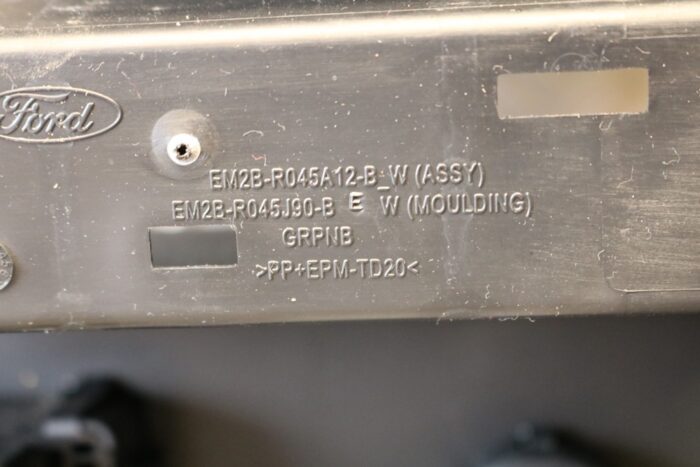 Ford
EM2B-R045A12-B_W (ASSY)
EM2B-R045J90-B E W (MOULDING)
GRPNB
>PP+EPM-TD20<